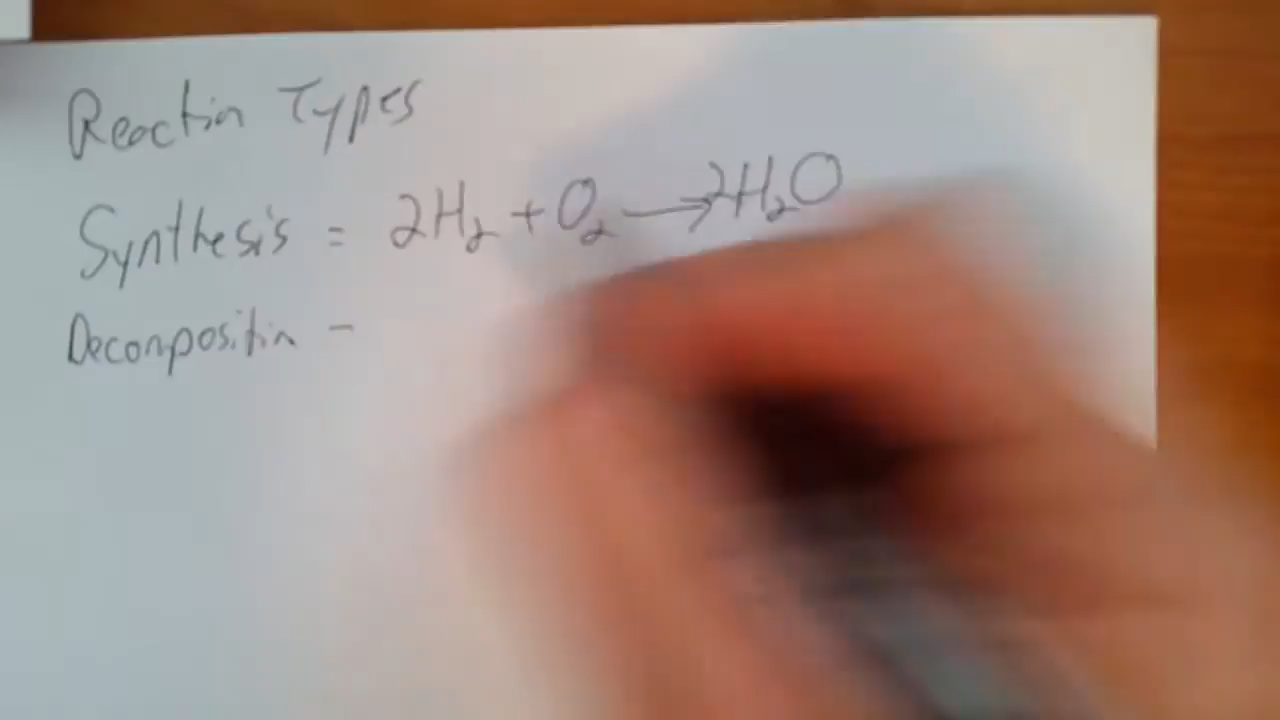 Reaction Types
Synthesis = 2H₂ + O₂ → 2H₂O
Decomposition -